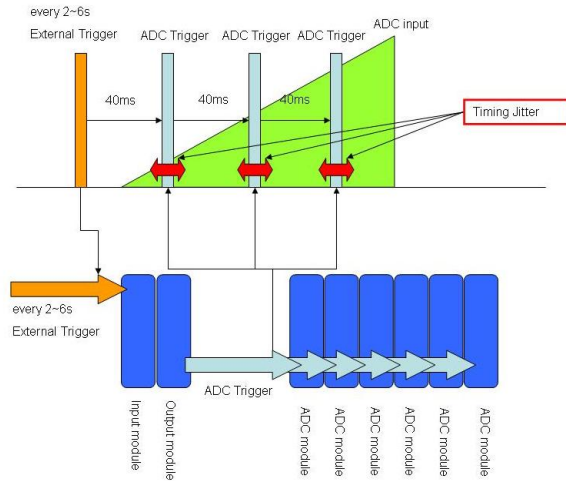 every 2~6s
External Trigger
ADC Trigger
ADC Trigger
ADC Trigger
ADC input
40ms
40ms
40ms
Timing Jitter
every 2~6s
External Trigger
ADC Trigger
Input module
Output module
ADC module
ADC module
ADC module
ADC module
ADC module
ADC module